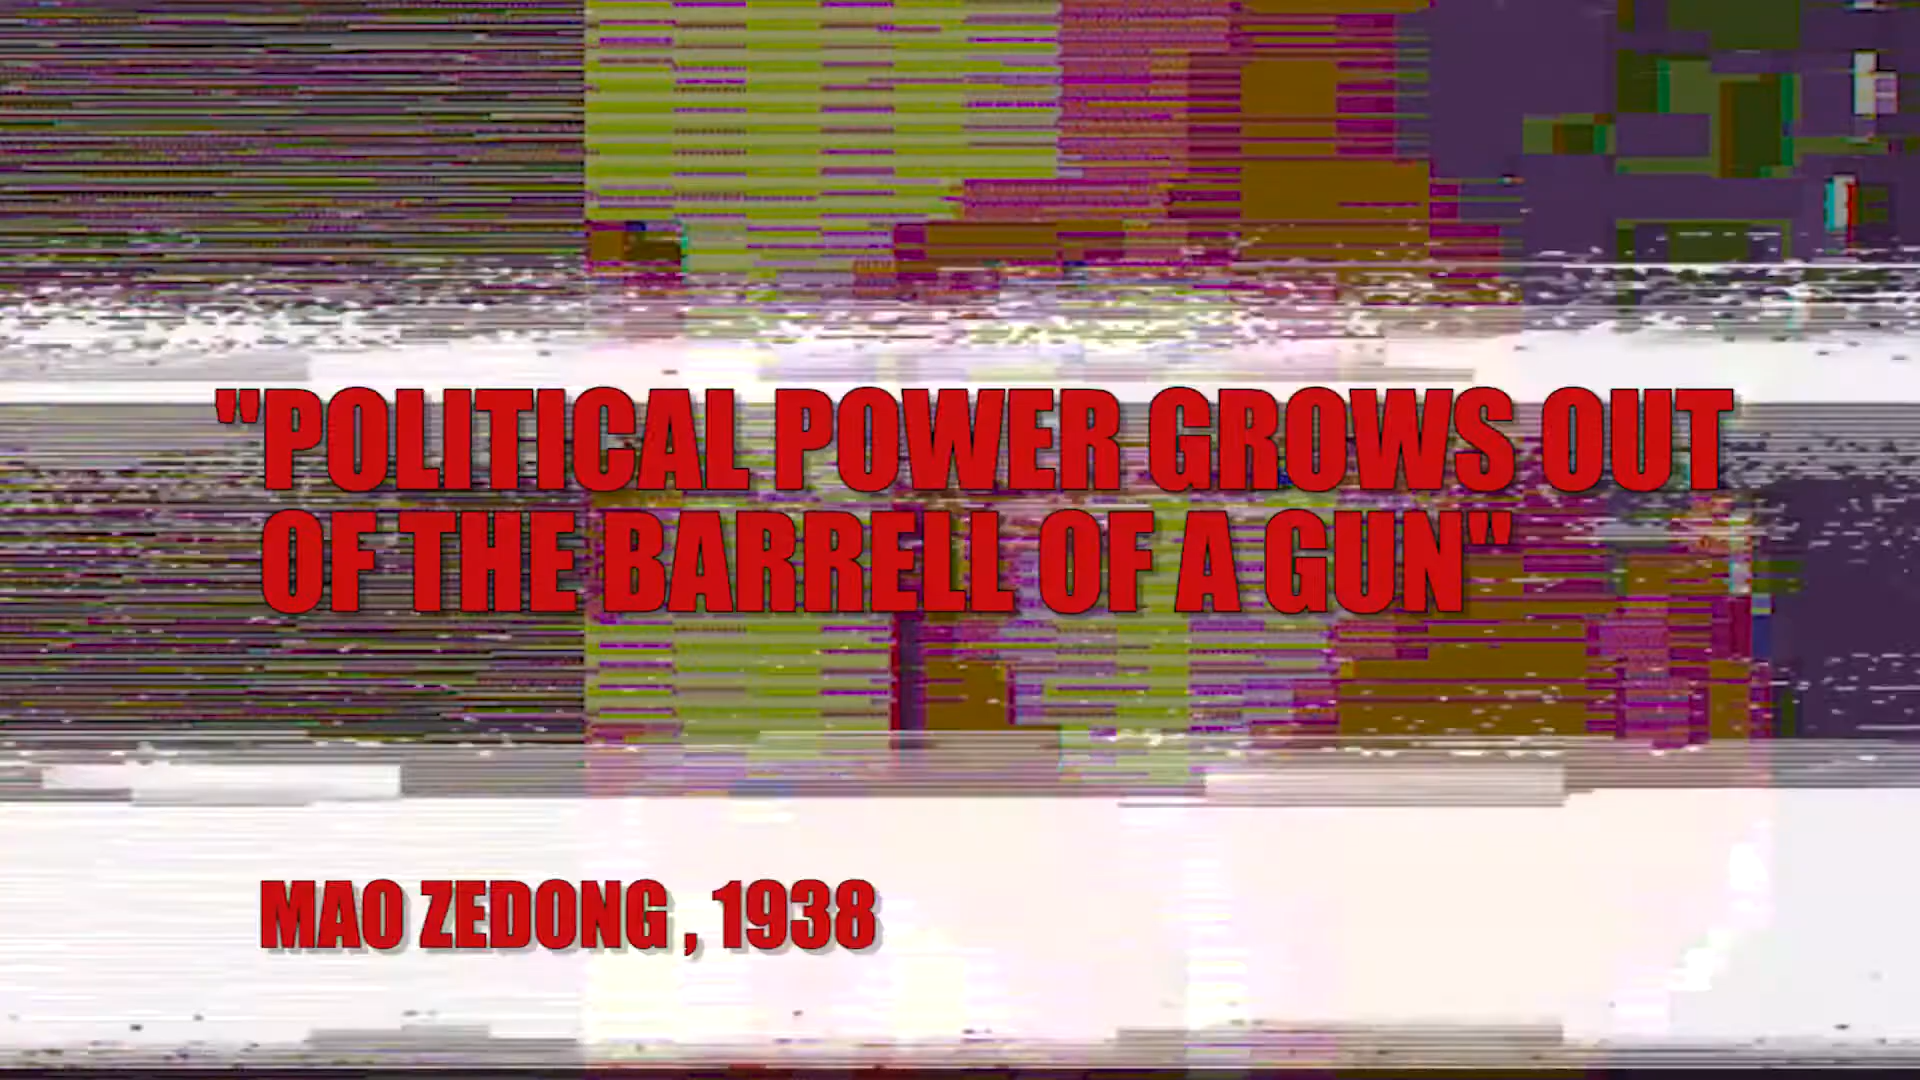 "POLITICAL POWER GROWS OUT
OF THE BARRELL OF A GUN"
MAO ZEDONG , 1938